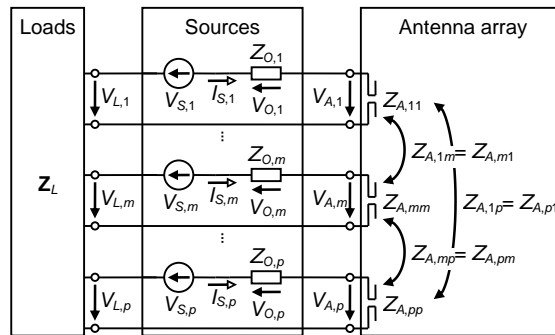 Loads Sources Antenna array
Z_{O,1}
V_{L,1} V_{S,1} I_{S,1} V_{O,1} V_{A,1} Z_{A,11}
... Z_{A,1m} = Z_{A,m1}
Z_{O,m}
Z_L V_{L,m} V_{S,m} I_{S,m} V_{O,m} V_{A,m} Z_{A,mm} Z_{A,1p} = Z_{A,p1}
... Z_{A,mp} = Z_{A,pm}
Z_{O,p}
V_{L,p} V_{S,p} I_{S,p} V_{O,p} V_{A,p} Z_{A,pp}